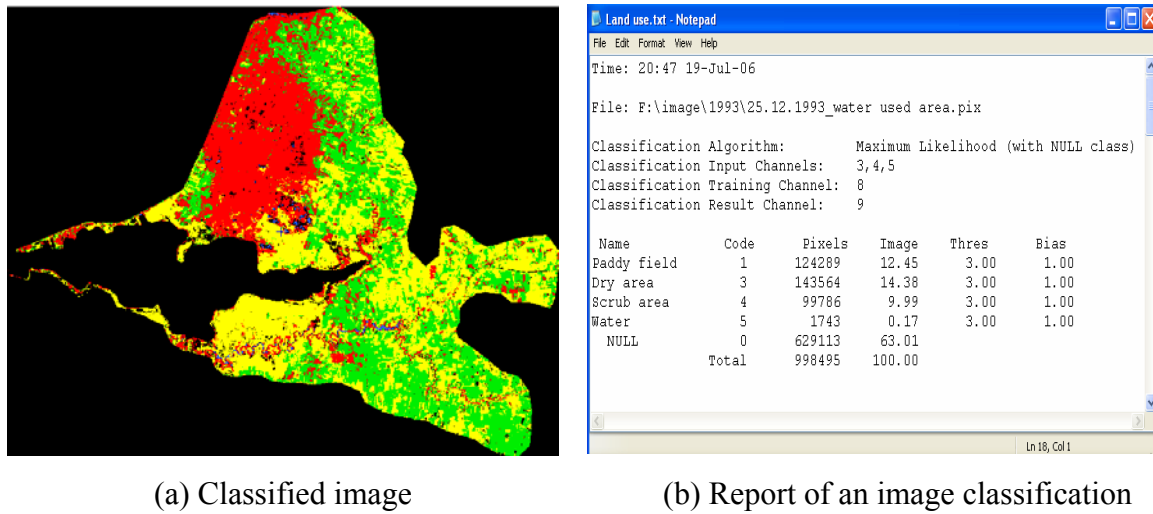 Land use.txt - Notepad
File Edit Format View Help
Time: 20:47 19-Jul-06
File: F:\image\1993\25.12.1993_water used area.pix
Classification Algorithm: Maximum Likelihood (with NULL class)
Classification Input Channels: 3,4,5
Classification Training Channel: 8
Classification Result Channel: 9
Name Code Pixels Image Thres Bias
Paddy field 1 124289 12.45 3.00 1.00
Dry area 3 143564 14.38 3.00 1.00
Scrub area 4 99786 9.99 3.00 1.00
Water 5 1743 0.17 3.00 1.00
NULL 0 629113 63.01
Total 998495 100.00
Ln 18, Col 1
(a) Classified image
(b) Report of an image classification